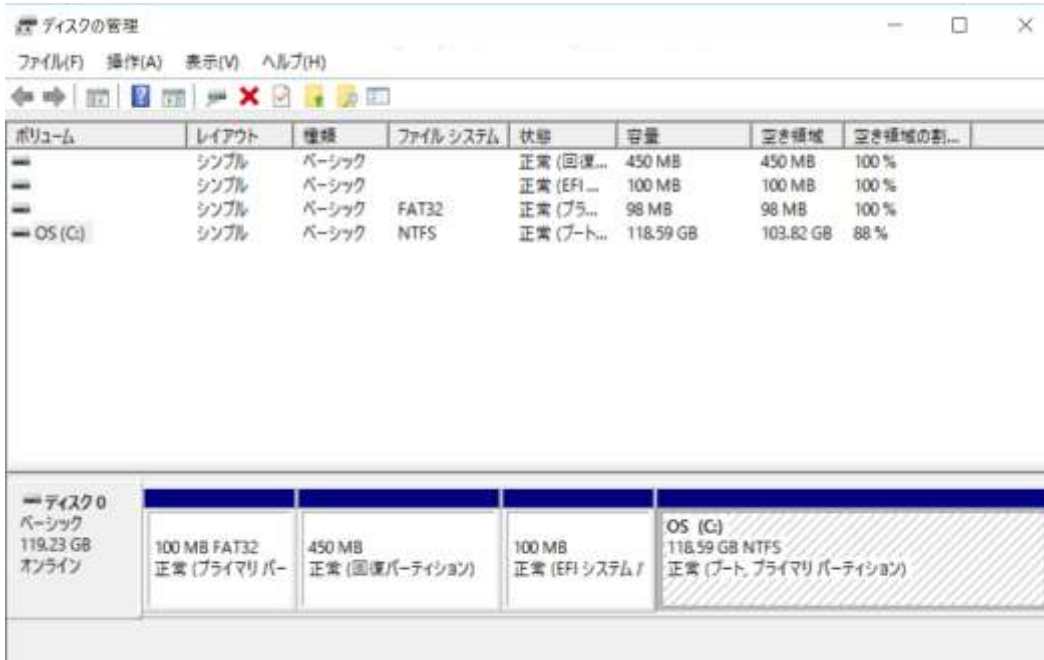 ディスクの管理
ファイル(F) 操作(A) 表示(V) ヘルプ(H)
ボリューム レイアウト 種類 ファイル システム 状態 容量 空き領域 空き領域の割...
シンプル ベーシック 正常 (回復... 450 MB 450 MB 100 %
シンプル ベーシック 正常 (EFI ... 100 MB 100 MB 100 %
シンプル ベーシック FAT32 正常 (プラ... 98 MB 98 MB 100 %
OS (C:) シンプル ベーシック NTFS 正常 (ブート... 118.59 GB 103.82 GB 88 %
ディスク 0
ベーシック
119.23 GB
オンライン
100 MB FAT32
正常 (プライマリ パー
450 MB
正常 (回復パーティション)
100 MB
正常 (EFI システム
OS (C:)
118.59 GB NTFS
正常 (ブート, プライマリ パーティション)